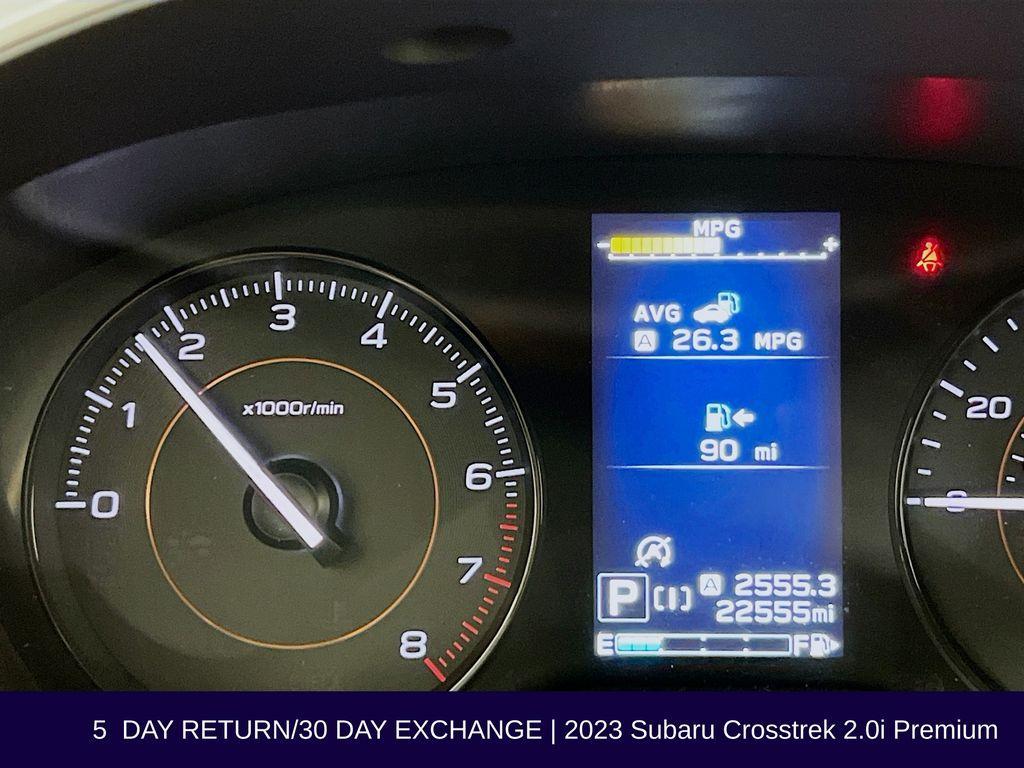 0
1
2
3
4
5
6
7
8
x1000r/min
MPG
- +
AVG
A 26.3 MPG
90 mi
A
P (I) A 2555.3
22555mi
E F
20
0
5 DAY RETURN/30 DAY EXCHANGE | 2023 Subaru Crosstrek 2.0i Premium